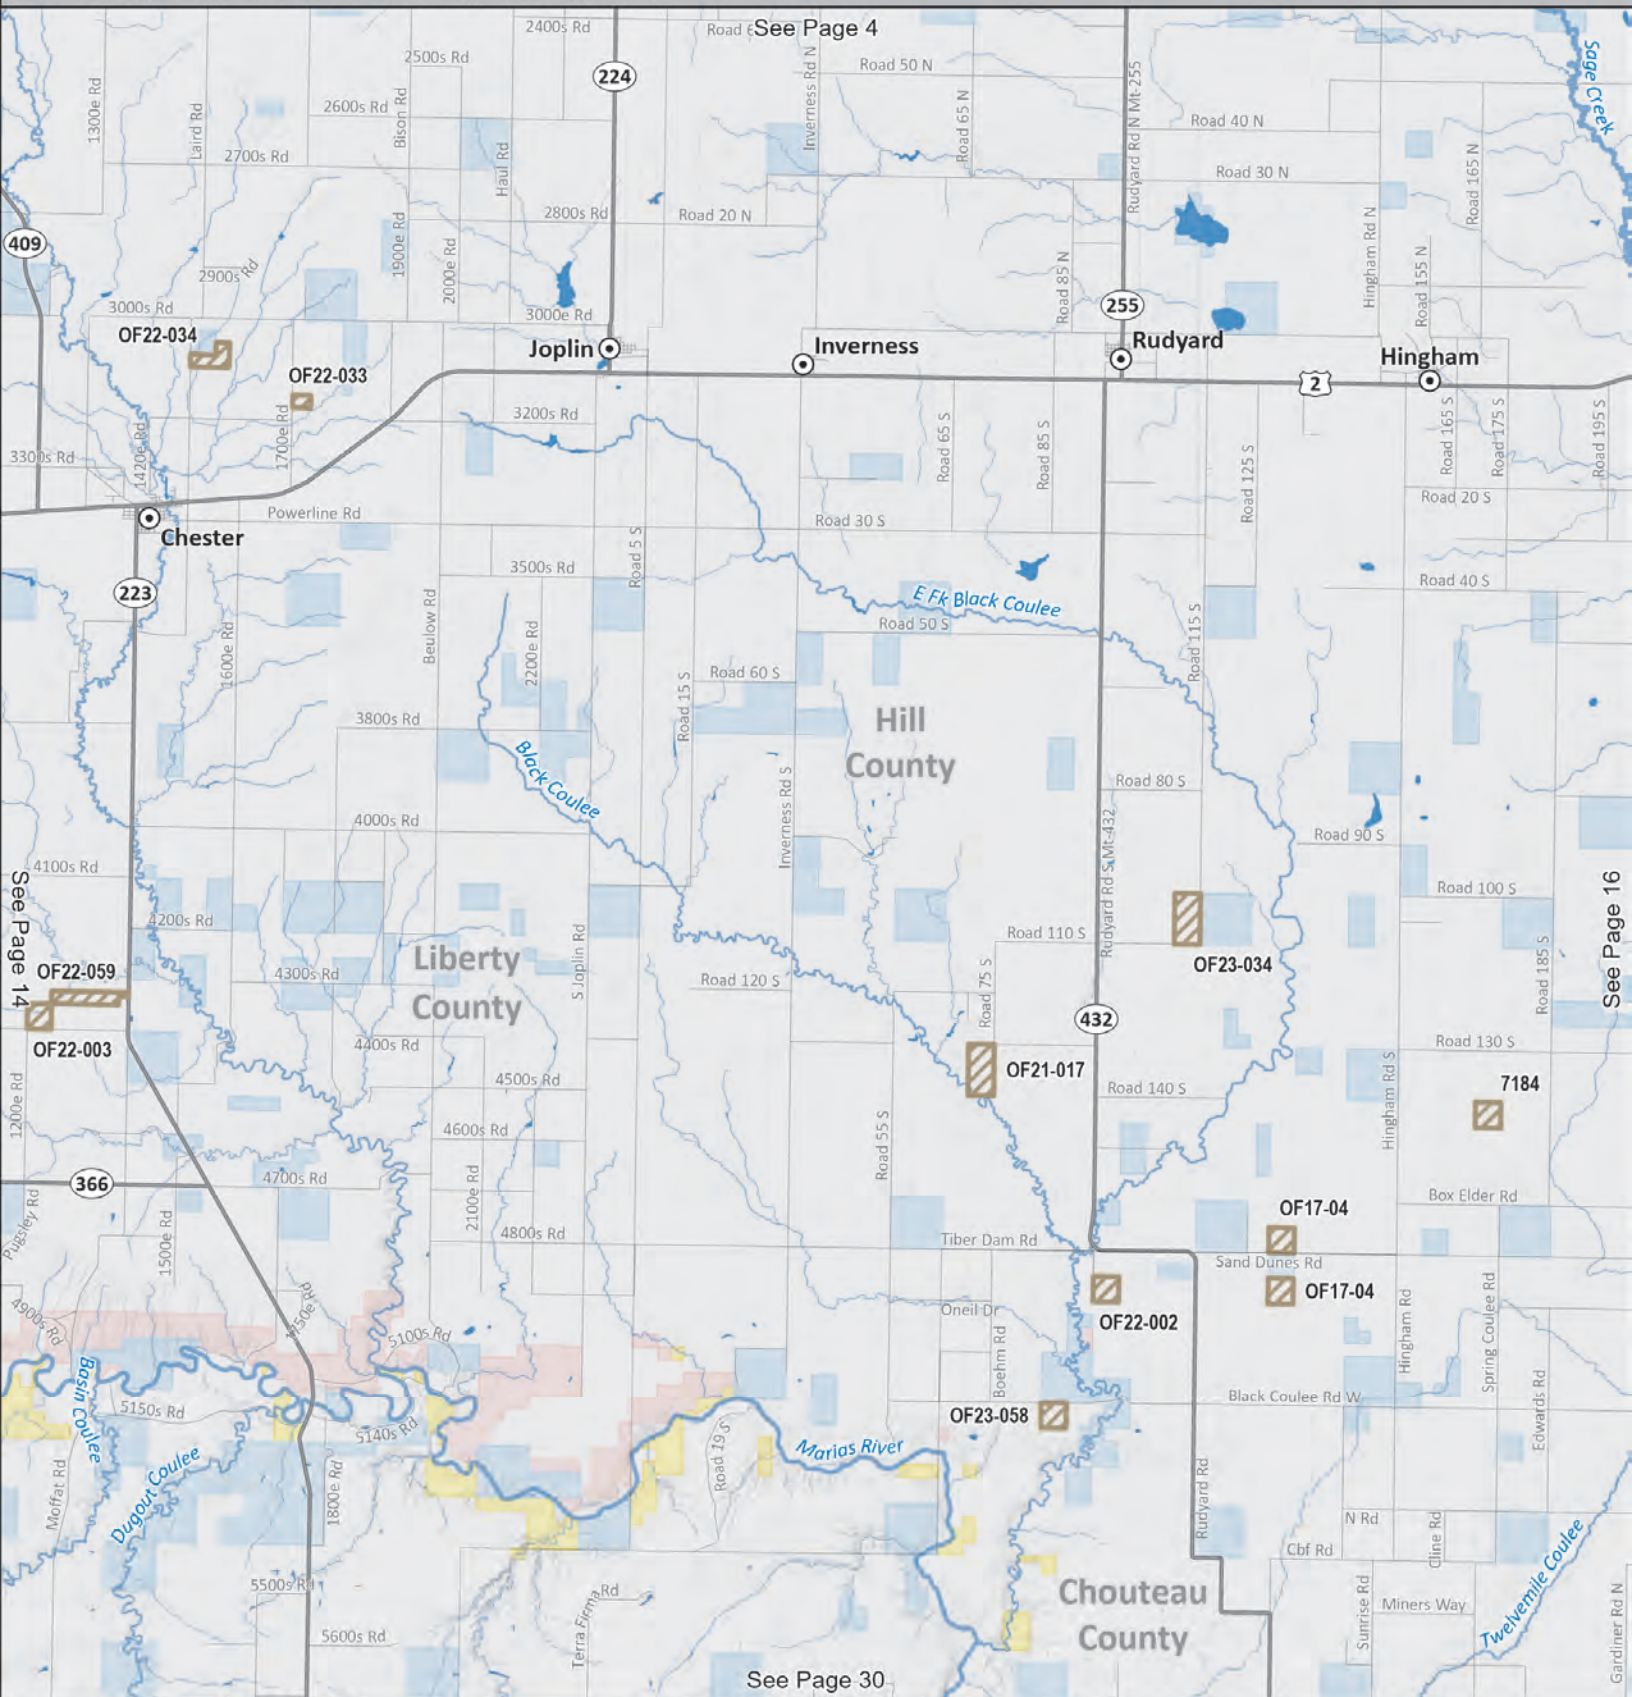 See Page 4
2400s Rd
Road 50 N
2500s Rd
224
Inverness Rd N
Road 65 N
Rudyard Rd N Mt-255
Sage Creek
1300e Rd
Laird Rd
2600s Rd
Bison Rd
Road 40 N
2700s Rd
Haul Rd
Road 30 N
Road 165 N
2800s Rd
Road 20 N
Hingham Rd N
409
1900e Rd
2000e Rd
2900s Rd
Road 85 N
Road 155 N
3000s Rd
3000e Rd
255
OF22-034
Joplin
Inverness
Rudyard
Hingham
OF22-033
2
3200s Rd
1700e Rd
1420e Rd
3300s Rd
Road 65 S
Road 85 S
Road 125 S
Road 165 S
Road 175 S
Road 195 S
Road 20 S
Powerline Rd
Road 30 S
Chester
Road 5 S
3500s Rd
Road 40 S
223
E Fk Black Coulee
Road 50 S
Beulow Rd
1600e Rd
2200e Rd
Road 115 S
Road 60 S
Road 15 S
3800s Rd
Hill
County
Black Coulee
Inverness Rd S
Road 80 S
4000s Rd
Rudyard Rd S Mt-432
Road 90 S
4100s Rd
See Page 14
See Page 16
Road 100 S
4200s Rd
Road 110 S
Liberty
County
S Joplin Rd
OF23-034
OF22-059
4300s Rd
Road 120 S
Road 75 S
Road 185 S
432
OF22-003
4400s Rd
Road 130 S
OF21-017
4500s Rd
Road 140 S
7184
1200e Rd
Hingham Rd S
4600s Rd
Road 55 S
366
4700s Rd
2100e Rd
Box Elder Rd
Pugsley Rd
1500e Rd
4800s Rd
Tiber Dam Rd
OF17-04
Sand Dunes Rd
OF17-04
4900s Rd
1750e Rd
Oneil Dr
OF22-002
5100s Rd
Boehm Rd
Hingham Rd
Spring Coulee Rd
Basin Coulee
5150s Rd
Black Coulee Rd W
Edwards Rd
OF23-058
5140s Rd
Road 19 S
Marias River
Moffat Rd
Dugout Coulee
1800e Rd
Rudyard Rd
N Rd
Cline Rd
Cbf Rd
Twelvemile Coulee
5500s Rd
Terra Firma Rd
Chouteau
County
Sunrise Rd
Miners Way
Gardiner Rd N
5600s Rd
See Page 30